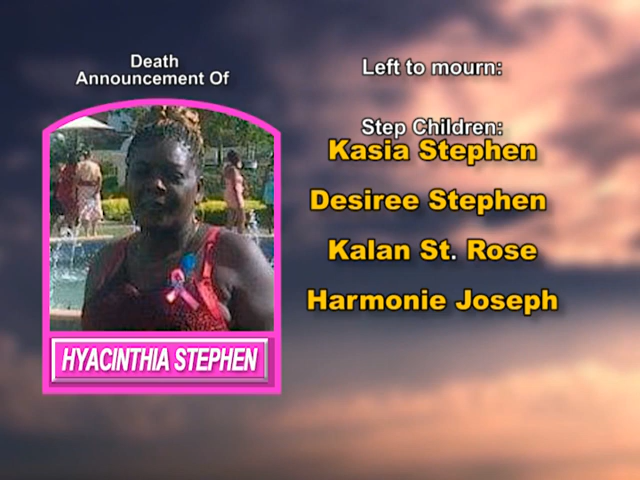 Death
Announcement Of
HYACINTHIA STEPHEN
Left to mourn:
Step Children:
Kasia Stephen
Desiree Stephen
Kalan St. Rose
Harmonie Joseph